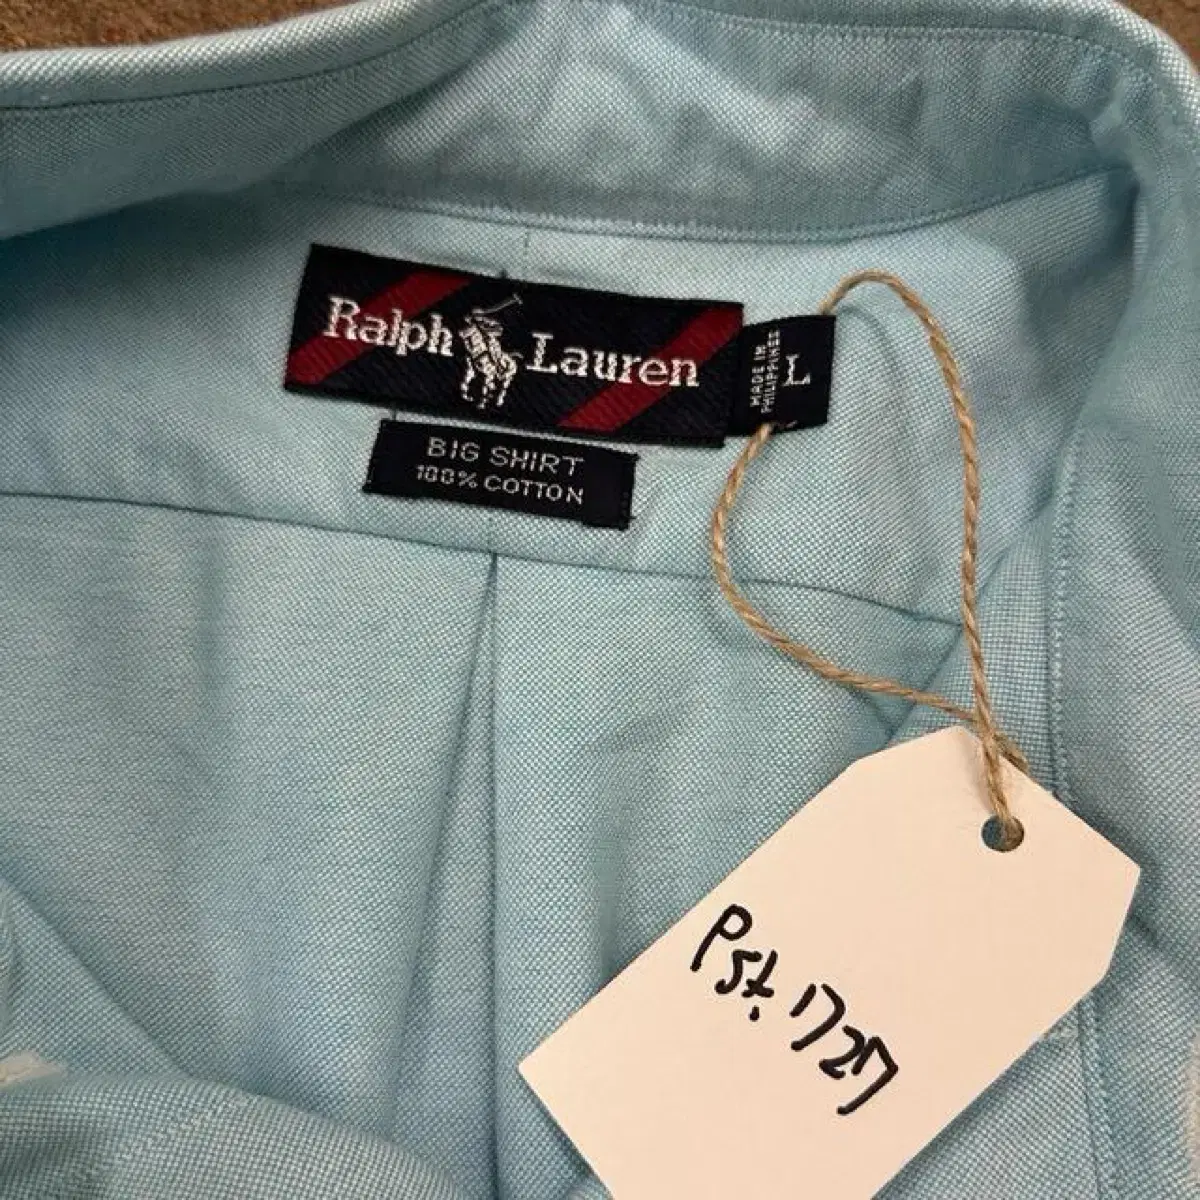 Ralph Lauren
MADE IN
PHILIPPINES
L
BIG SHIRT
100% COTTON
Pst. 1727